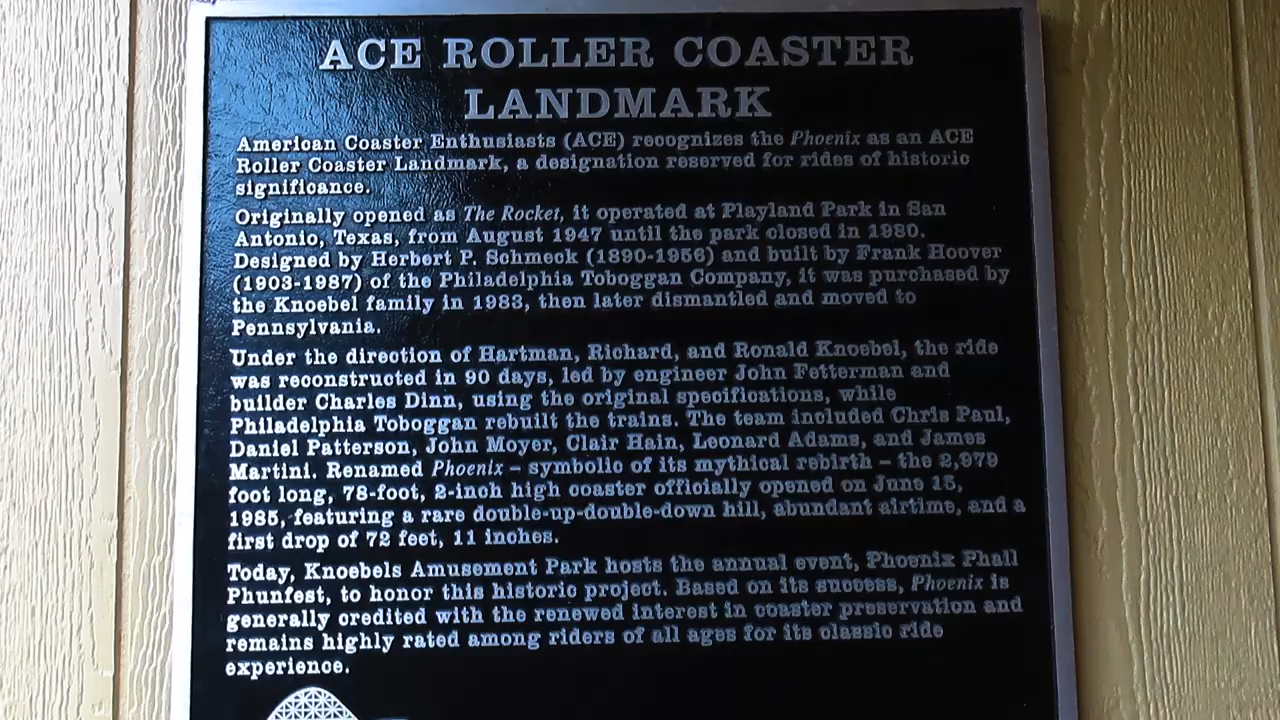 ACE ROLLER COASTER
LANDMARK
American Coaster Enthusiasts (ACE) recognizes the Phoenix as an ACE
Roller Coaster Landmark, a designation reserved for rides of historic
significance.
Originally opened as The Rocket, it operated at Playland Park in San
Antonio, Texas, from August 1947 until the park closed in 1980.
Designed by Herbert P. Schmeck (1890-1956) and built by Frank Hoover
(1903-1987) of the Philadelphia Toboggan Company, it was purchased by
the Knoebel family in 1983, then later dismantled and moved to
Pennsylvania.
Under the direction of Hartman, Richard, and Ronald Knoebel, the ride
was reconstructed in 90 days, led by engineer John Fetterman and
builder Charles Dinn, using the original specifications, while
Philadelphia Toboggan rebuilt the trains. The team included Chris Paul,
Daniel Patterson, John Moyer, Clair Hain, Leonard Adams, and James
Martini. Renamed Phoenix – symbolic of its mythical rebirth – the 2,979
foot long, 78-foot, 2-inch high coaster officially opened on June 15,
1985, featuring a rare double-up-double-down hill, abundant airtime, and a
first drop of 72 feet, 11 inches.
Today, Knoebels Amusement Park hosts the annual event, Phoenix Phall
Phunfest, to honor this historic project. Based on its success, Phoenix is
generally credited with the renewed interest in coaster preservation and
remains highly rated among riders of all ages for its classic ride
experience.